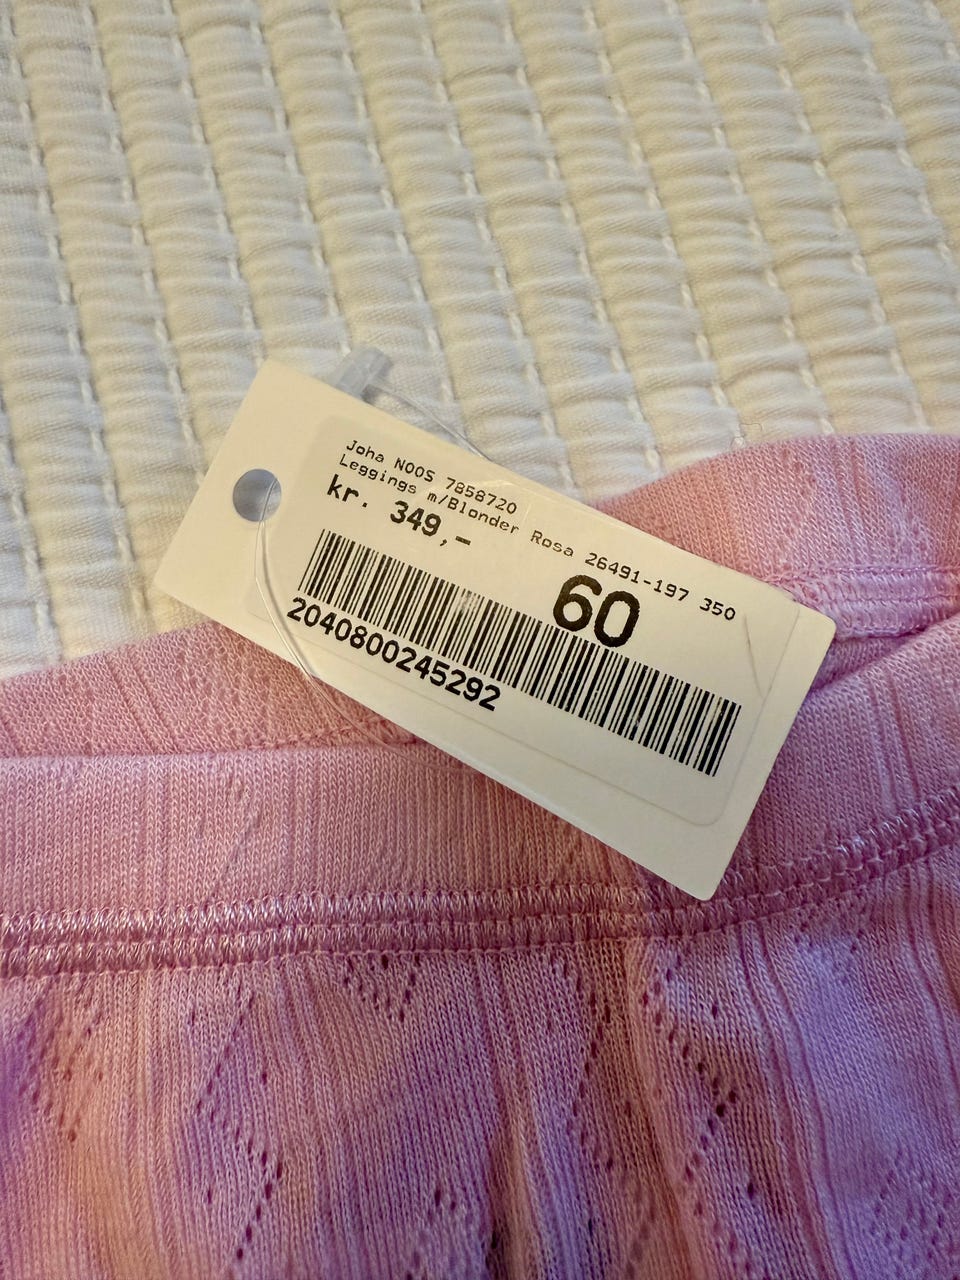 Joha NOOS 7858720
Leggings m/Blonder Rosa 26491-197 350
kr. 349,-
60
2040800245292